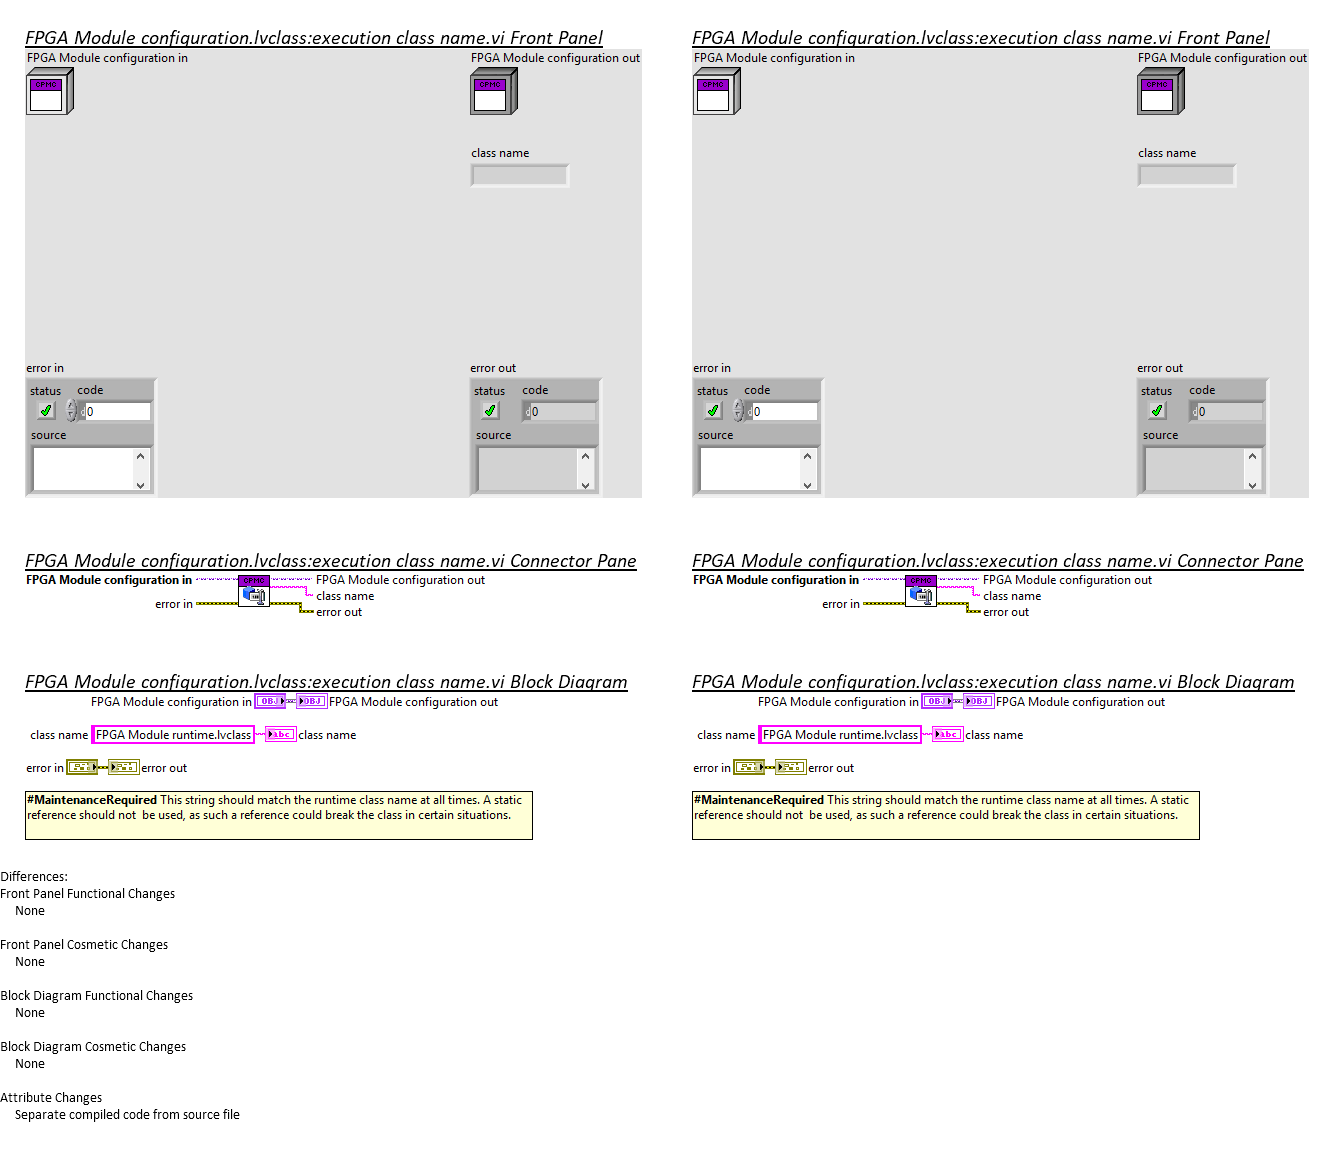 FPGA Module configuration.lvclass:execution class name.vi Front Panel
FPGA Module configuration in
FPGA Module configuration out
CPMC
CPMC
class name
error in
status code
0
source
error out
status code
0
source
FPGA Module configuration.lvclass:execution class name.vi Front Panel
FPGA Module configuration in
FPGA Module configuration out
CPMC
CPMC
class name
error in
status code
0
source
error out
status code
0
source
FPGA Module configuration.lvclass:execution class name.vi Connector Pane
FPGA Module configuration in
CPMC
FPGA Module configuration out
class name
error in
error out
FPGA Module configuration.lvclass:execution class name.vi Connector Pane
FPGA Module configuration in
CPMC
FPGA Module configuration out
class name
error in
error out
FPGA Module configuration.lvclass:execution class name.vi Block Diagram
FPGA Module configuration in OBJ OBJ FPGA Module configuration out
class name FPGA Module runtime.lvclass abc class name
error in error out
#MaintenanceRequired This string should match the runtime class name at all times. A static
reference should not  be used, as such a reference could break the class in certain situations.
FPGA Module configuration.lvclass:execution class name.vi Block Diagram
FPGA Module configuration in OBJ OBJ FPGA Module configuration out
class name FPGA Module runtime.lvclass abc class name
error in error out
#MaintenanceRequired This string should match the runtime class name at all times. A static
reference should not  be used, as such a reference could break the class in certain situations.
Differences:
Front Panel Functional Changes
None
Front Panel Cosmetic Changes
None
Block Diagram Functional Changes
None
Block Diagram Cosmetic Changes
None
Attribute Changes
Separate compiled code from source file